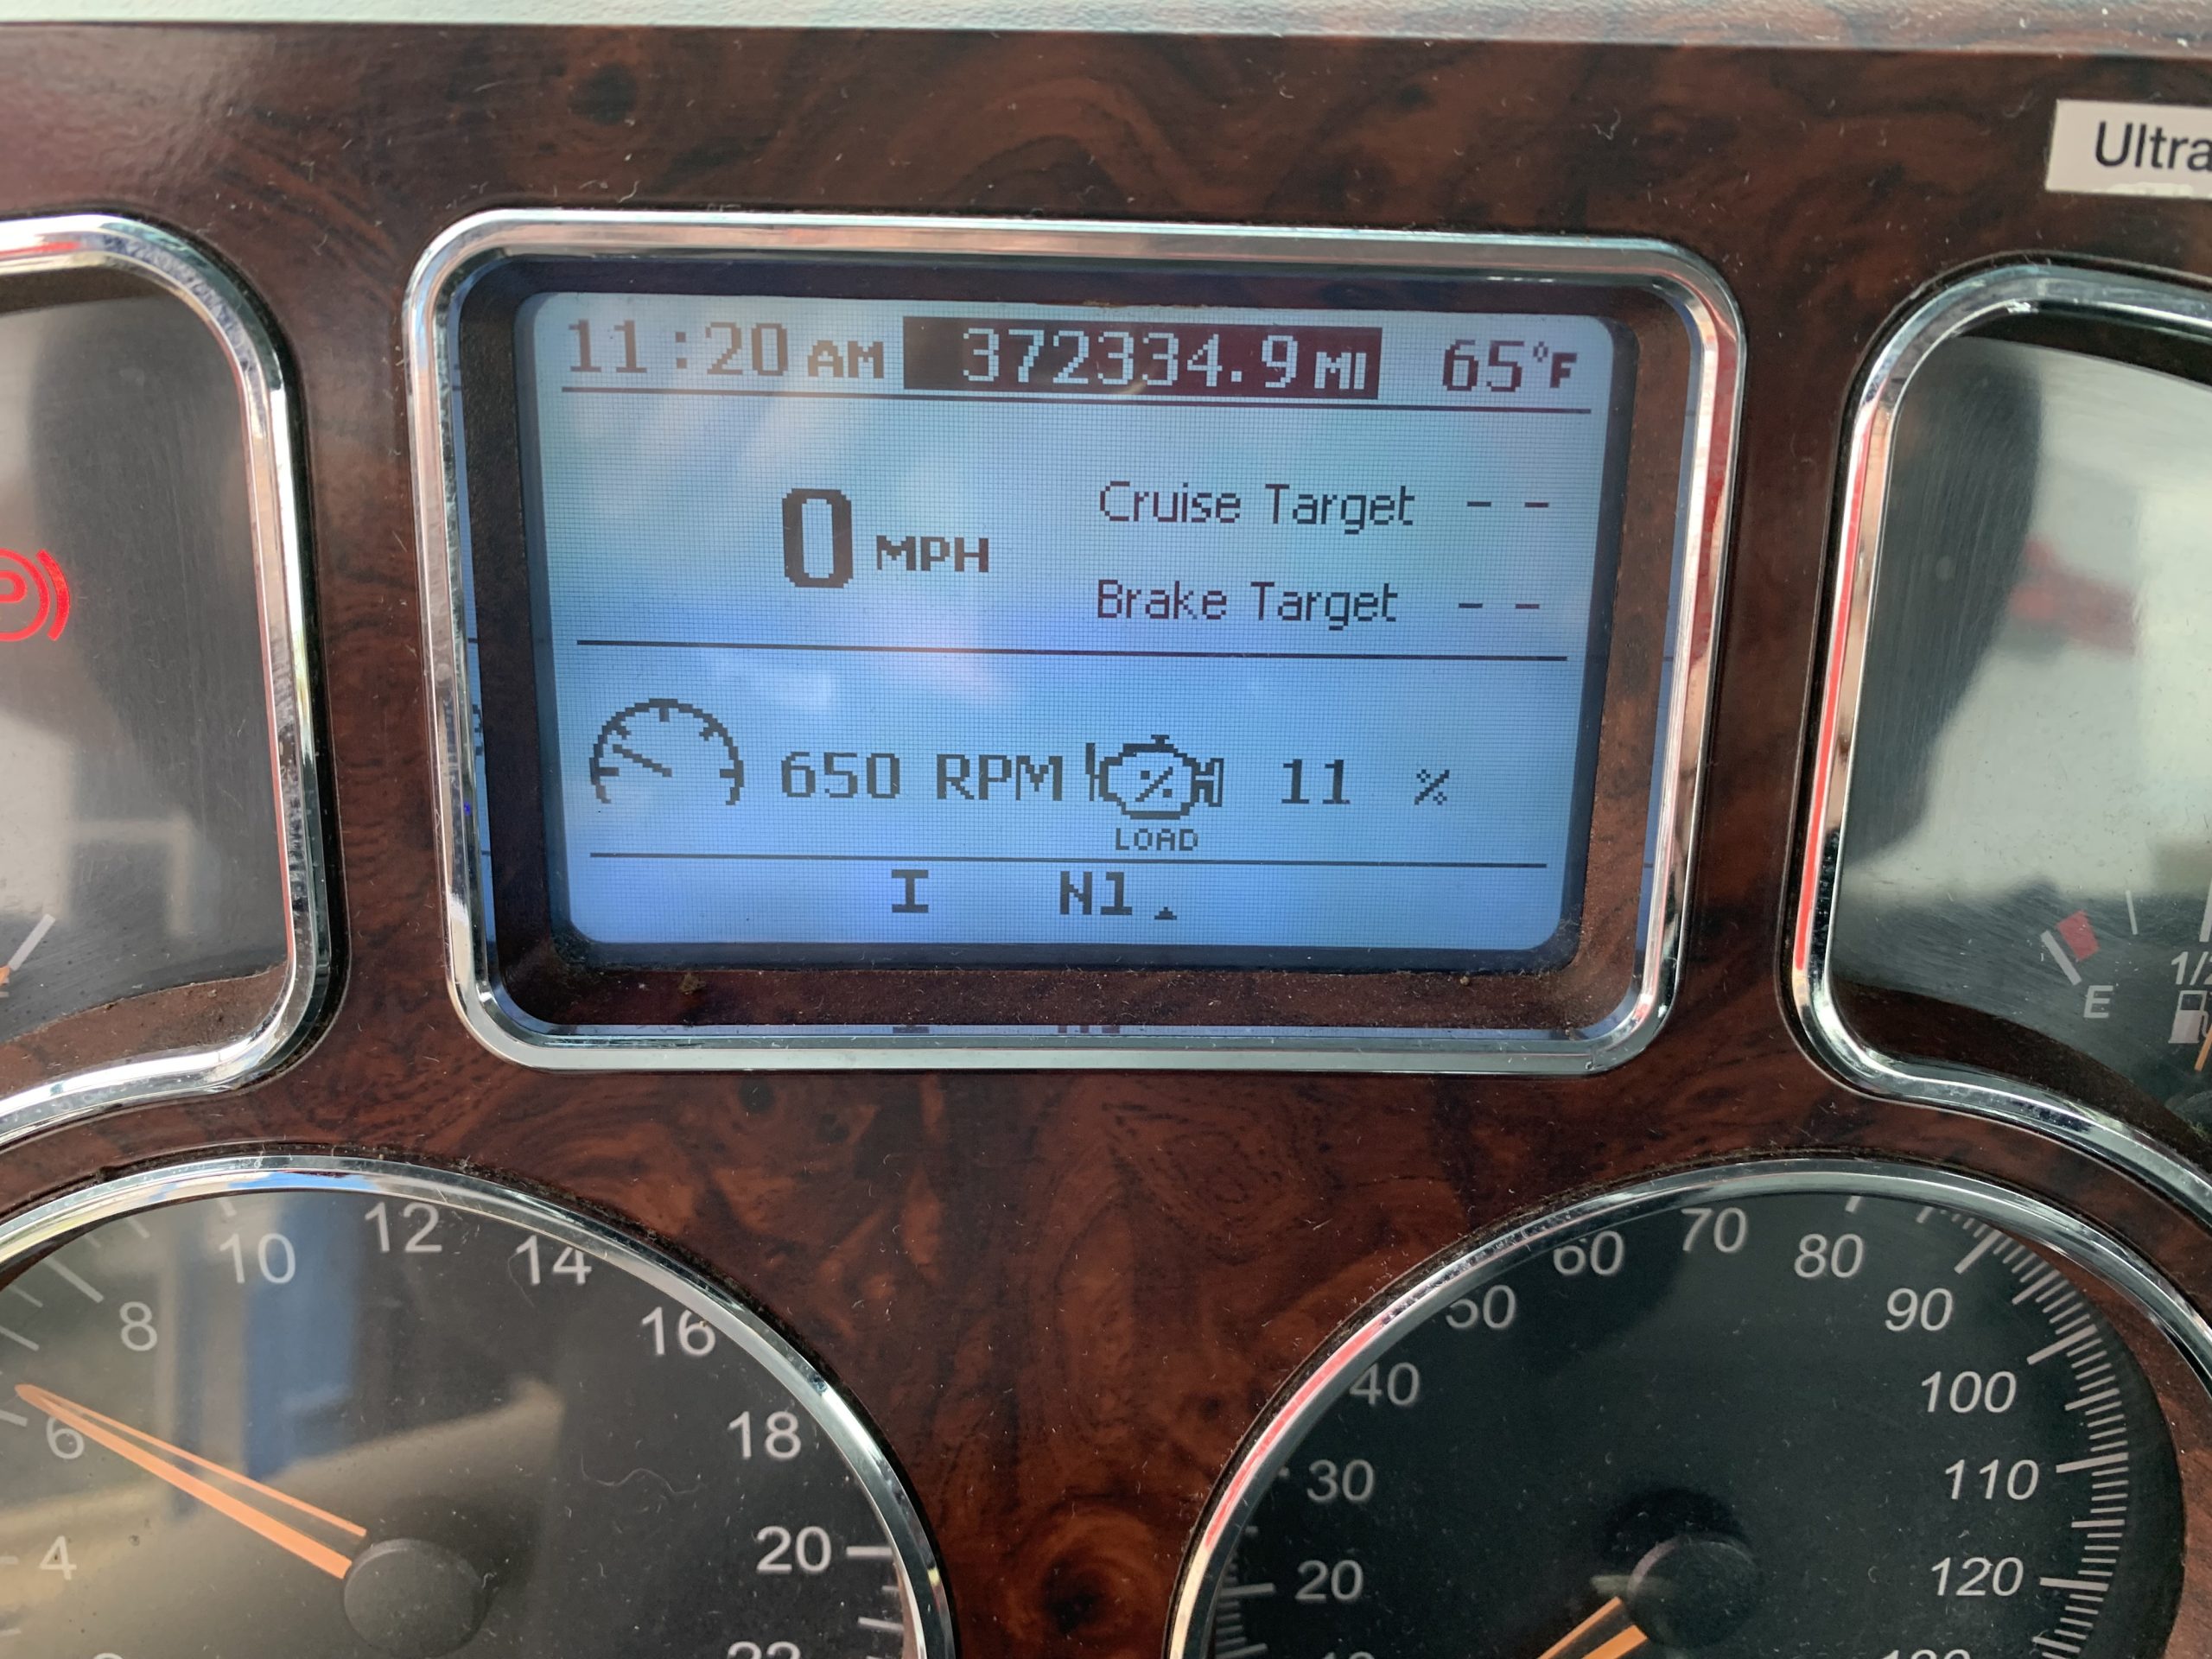 Ultra
11:20 AM 372334.9 MI 65°F
0 MPH
Cruise Target - -
Brake Target - -
650 RPM 11 %
LOAD
I N1
E 1/2
4 6 8 10 12 14 16 18 20 22
20 30 40 50 60 70 80 90 100 110 120